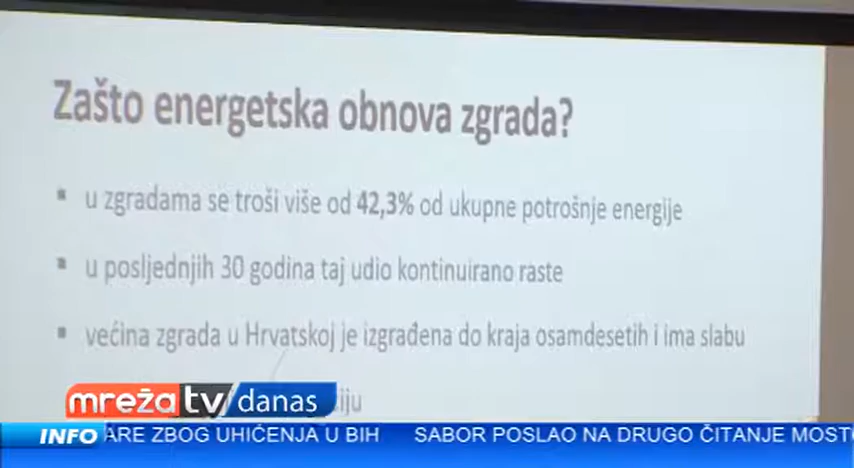 Zašto energetska obnova zgrada?
u zgradama se troši više od 42,3% od ukupne potrošnje energije
u posljednjih 30 godina taj udio kontinuirano raste
većina zgrada u Hrvatskoj je izgrađena do kraja osamdesetih i ima slabu
mreža tv danas
INFO ARE ZBOG UHIĆENJA U BIH SABOR POSLAO NA DRUGO ČITANJE MOST